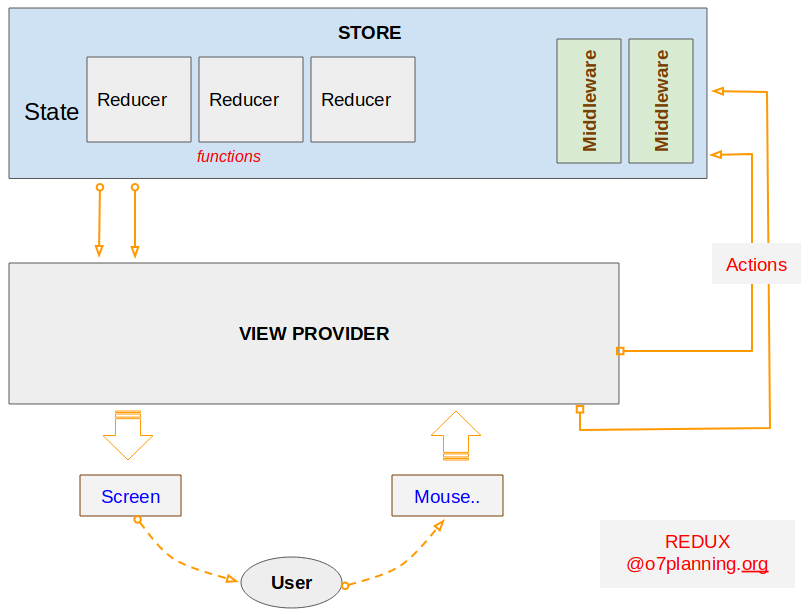 STORE
State
Reducer
Reducer
Reducer
functions
Middleware
Middleware
Actions
VIEW PROVIDER
Screen
Mouse..
User
REDUX
@o7planning.org